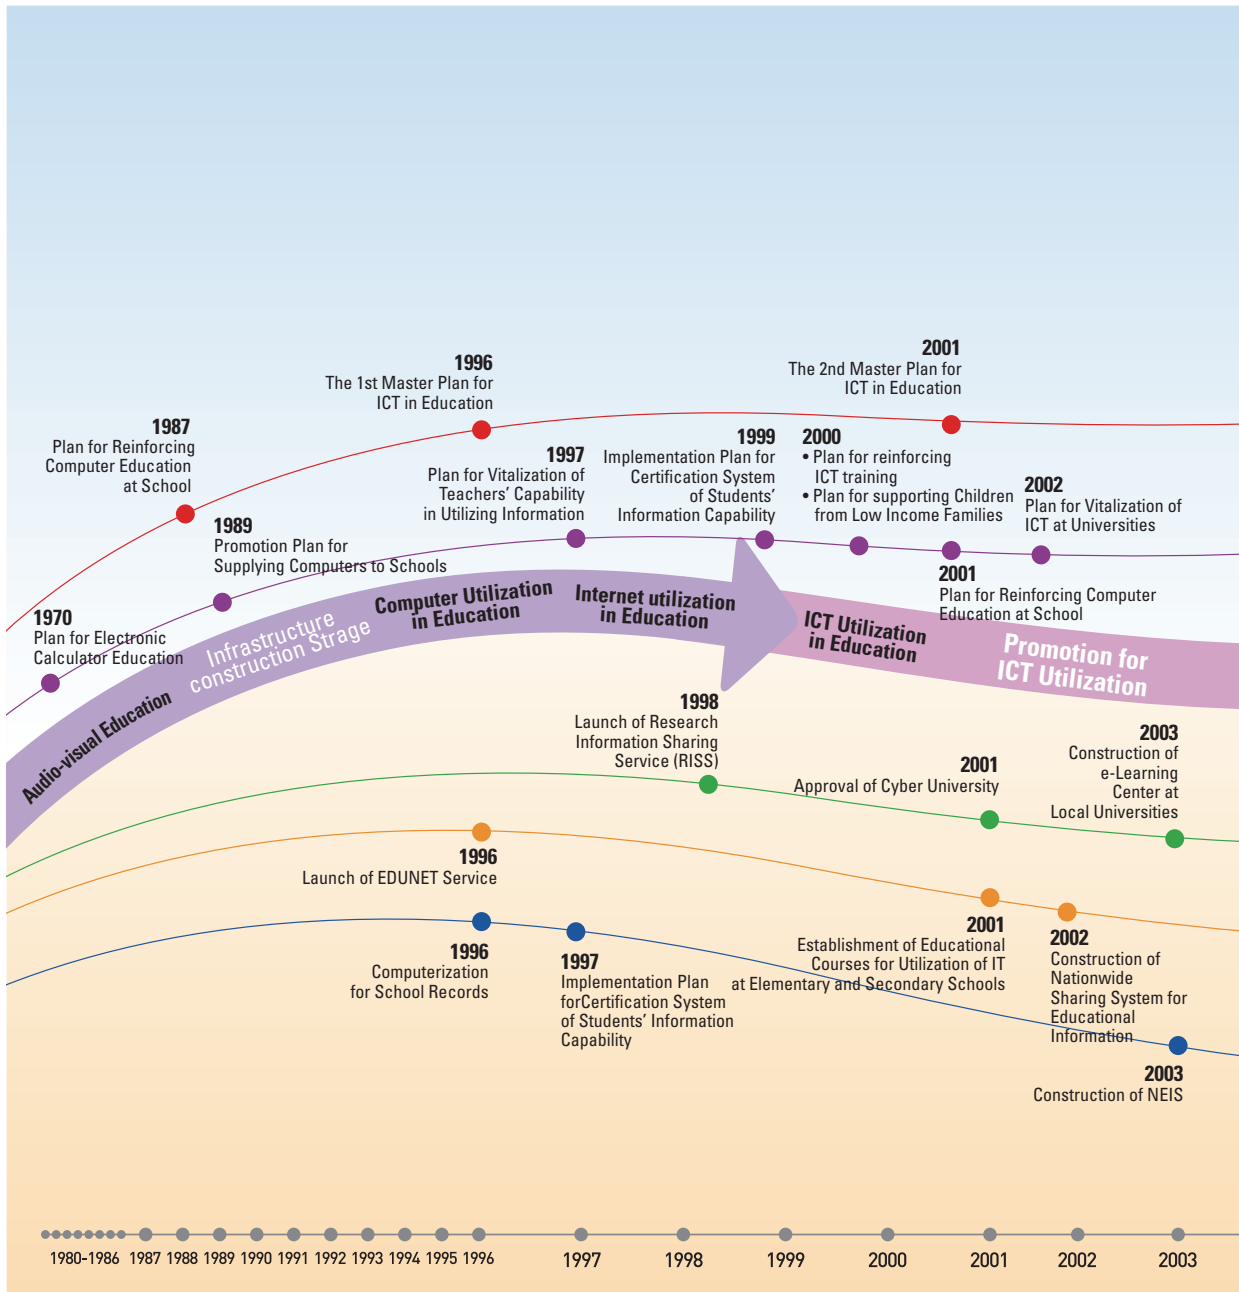 1996
The 1st Master Plan for
ICT in Education
2001
The 2nd Master Plan for
ICT in Education
1987
Plan for Reinforcing
Computer Education
at School
1997
Plan for Vitalization of
Teachers’ Capability
in Utilizing Information
1999
Implementation Plan for
Certification System
of Students’
Information Capability
2000
• Plan for reinforcing
ICT training
• Plan for supporting Children
from Low Income Families
2002
Plan for Vitalization of
ICT at Universities
1989
Promotion Plan for
Supplying Computers to Schools
2001
Plan for Reinforcing Computer
Education at School
1970
Plan for Electronic
Calculator Education
Audio-visual Education
Infrastructure
construction Strage
Computer Utilization
in Education
Internet utilization
in Education
ICT Utilization
in Education
Promotion for
ICT Utilization
1998
Launch of Research
Information Sharing
Service (RISS)
2001
Approval of Cyber University
2003
Construction of
e-Learning
Center at
Local Universities
1996
Launch of EDUNET Service
2001
Establishment of Educational
Courses for Utilization of IT
at Elementary and Secondary Schools
2002
Construction of
Nationwide
Sharing System for
Educational
Information
1996
Computerization
for School Records
1997
Implementation Plan
forCertification System
of Students’ Information
Capability
2003
Construction of NEIS
1980-1986 1987 1988 1989 1990 1991 1992 1993 1994 1995 1996 1997 1998 1999 2000 2001 2002 2003